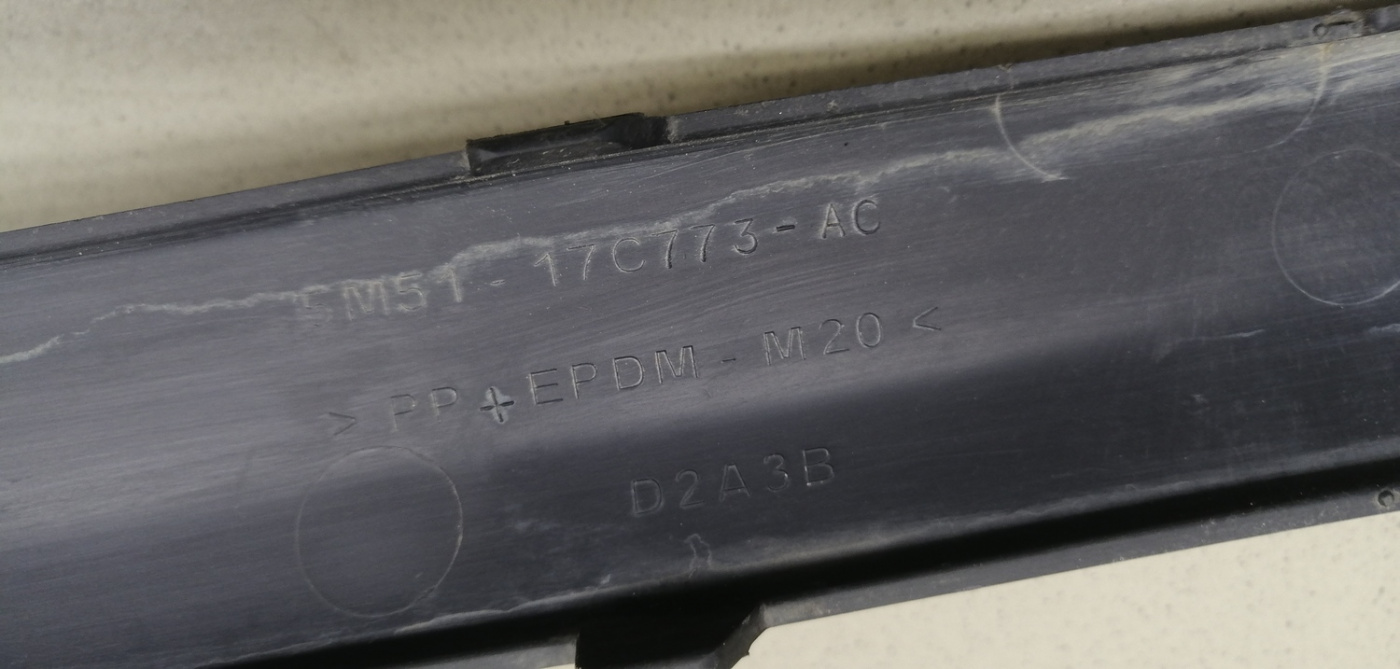 5M51-17C773-AC
>PP+EPDM-M20<
D2A3B